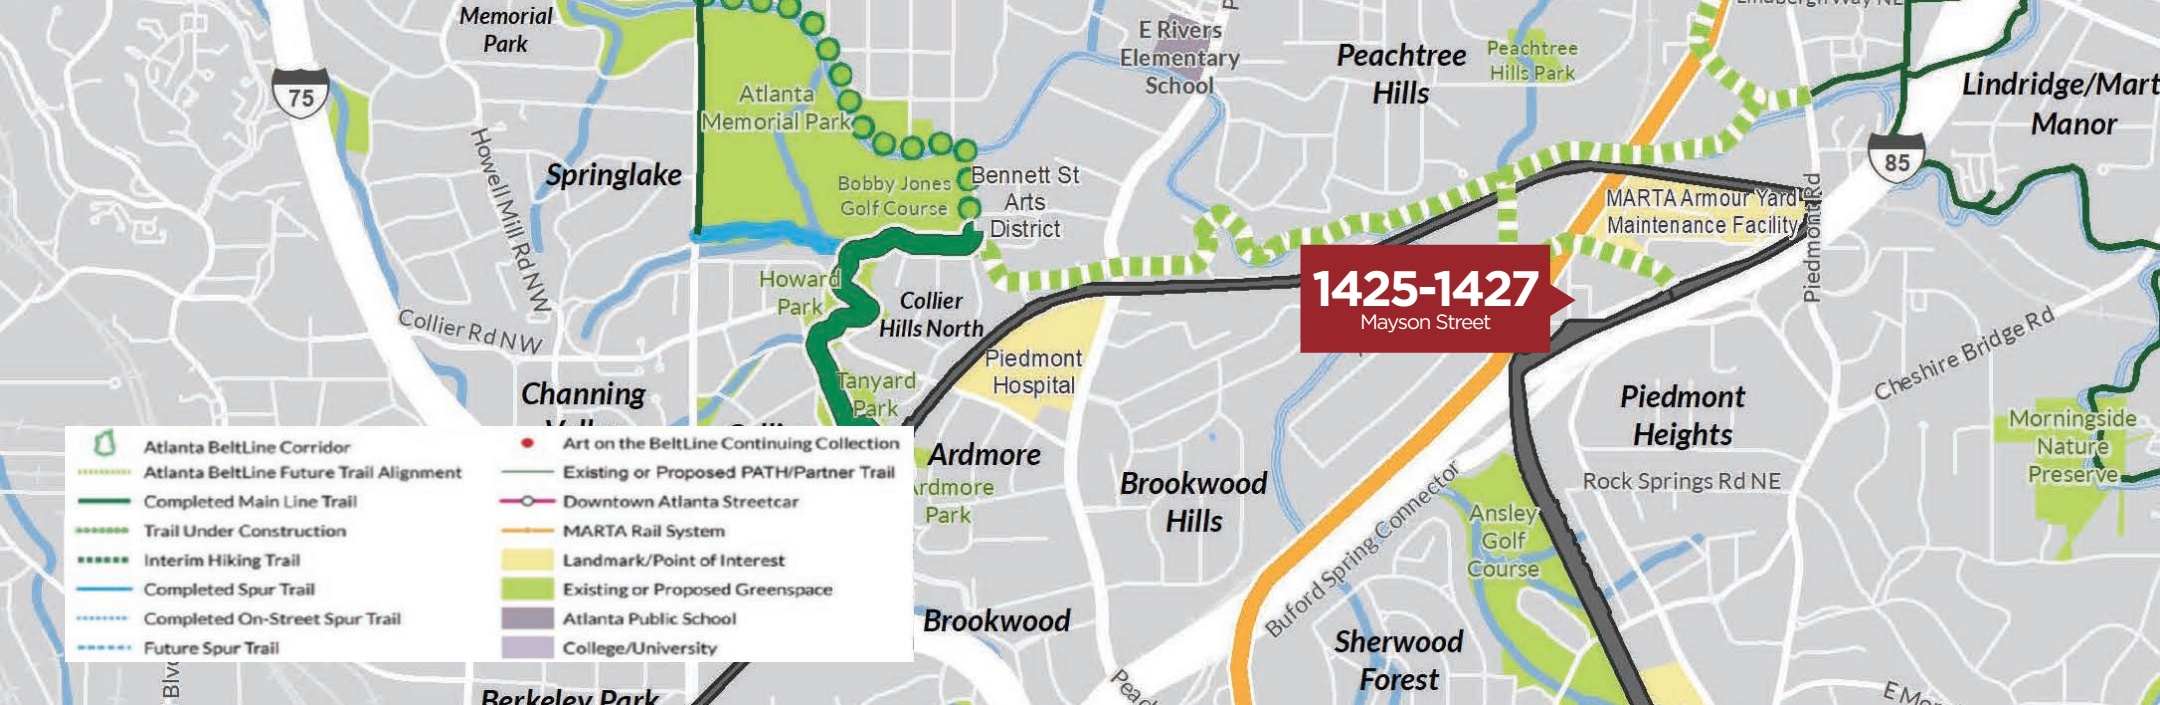 Memorial
Park
E Rivers
Elementary
School
Peachtree
Hills
Peachtree
Hills Park
75
Atlanta
Memorial Park
Lindridge/Mart
Manor
85
Howell Mill Rd NW
Springlake
Bobby Jones
Golf Course
Bennett St
Arts
District
MARTA Armour Yard
Maintenance Facility
Piedmont Rd
Howard
Park
Collier
Hills North
1425-1427
Mayson Street
Collier Rd NW
Piedmont
Hospital
Cheshire Bridge Rd
Channing
Tanyard
Park
Piedmont
Heights
Morningside
Nature
Preserve
Ardmore
Ardmore
Park
Brookwood
Hills
Rock Springs Rd NE
Buford Spring Connector
Ansley
Golf
Course
Atlanta BeltLine Corridor
Atlanta BeltLine Future Trail Alignment
Completed Main Line Trail
Trail Under Construction
Interim Hiking Trail
Completed Spur Trail
Completed On-Street Spur Trail
Future Spur Trail
Art on the BeltLine Continuing Collection
Existing or Proposed PATH/Partner Trail
Downtown Atlanta Streetcar
MARTA Rail System
Landmark/Point of Interest
Existing or Proposed Greenspace
Atlanta Public School
College/University
Brookwood
Sherwood
Forest
Blvd
Berkeley Park
Peac
E Mo